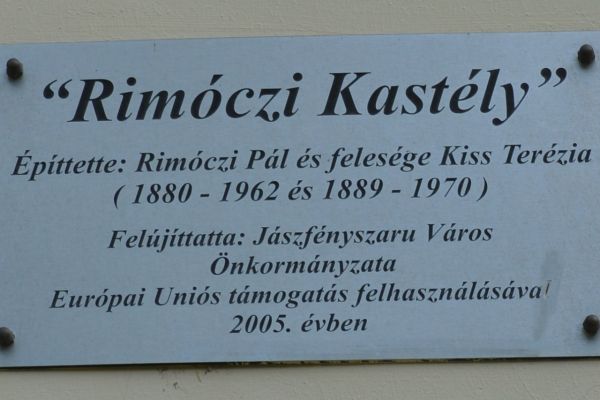 “Rimóczi Kastély”
Építtette: Rimóczi Pál és felesége Kiss Terézia
( 1880 - 1962 és 1889 - 1970 )
Felújíttatta: Jászfényszaru Város
Önkormányzata
Európai Uniós támogatás felhasználásával
2005. évben